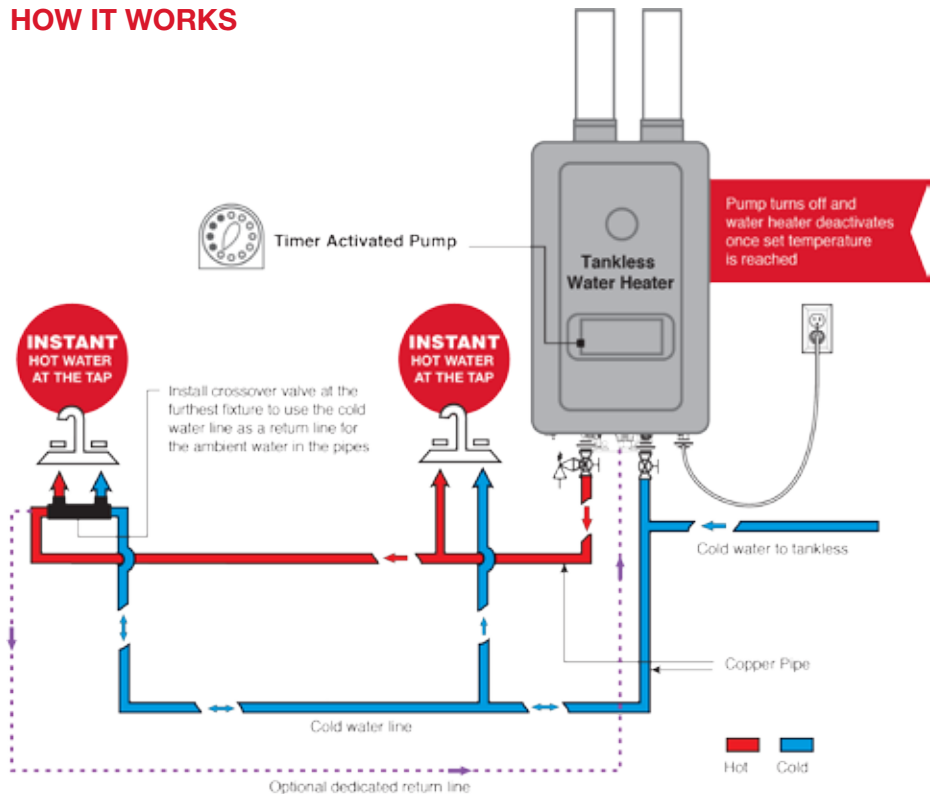 HOW IT WORKS
Timer Activated Pump
Tankless
Water Heater
Pump turns off and
water heater deactivates
once set temperature
is reached
INSTANT
HOT WATER
AT THE TAP
Install crossover valve at the
furthest fixture to use the cold
water line as a return line for
the ambient water in the pipes
INSTANT
HOT WATER
AT THE TAP
Cold water to tankless
Copper Pipe
Cold water line
Hot
Cold
Optional dedicated return line